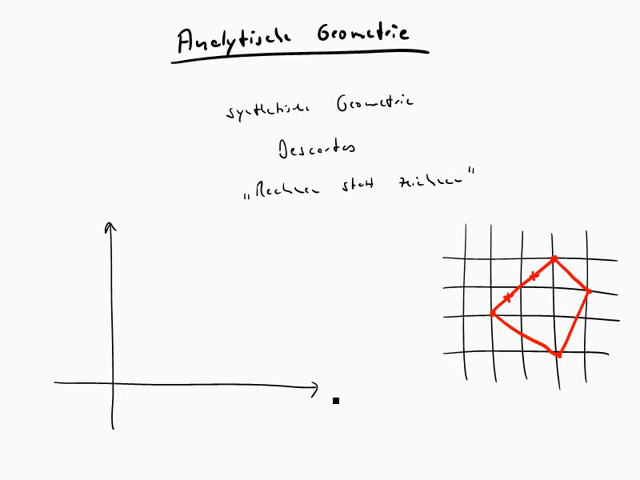 Analytische Geometrie
synthetische Geometrie
Descartes
„Rechnen statt zeichnen"